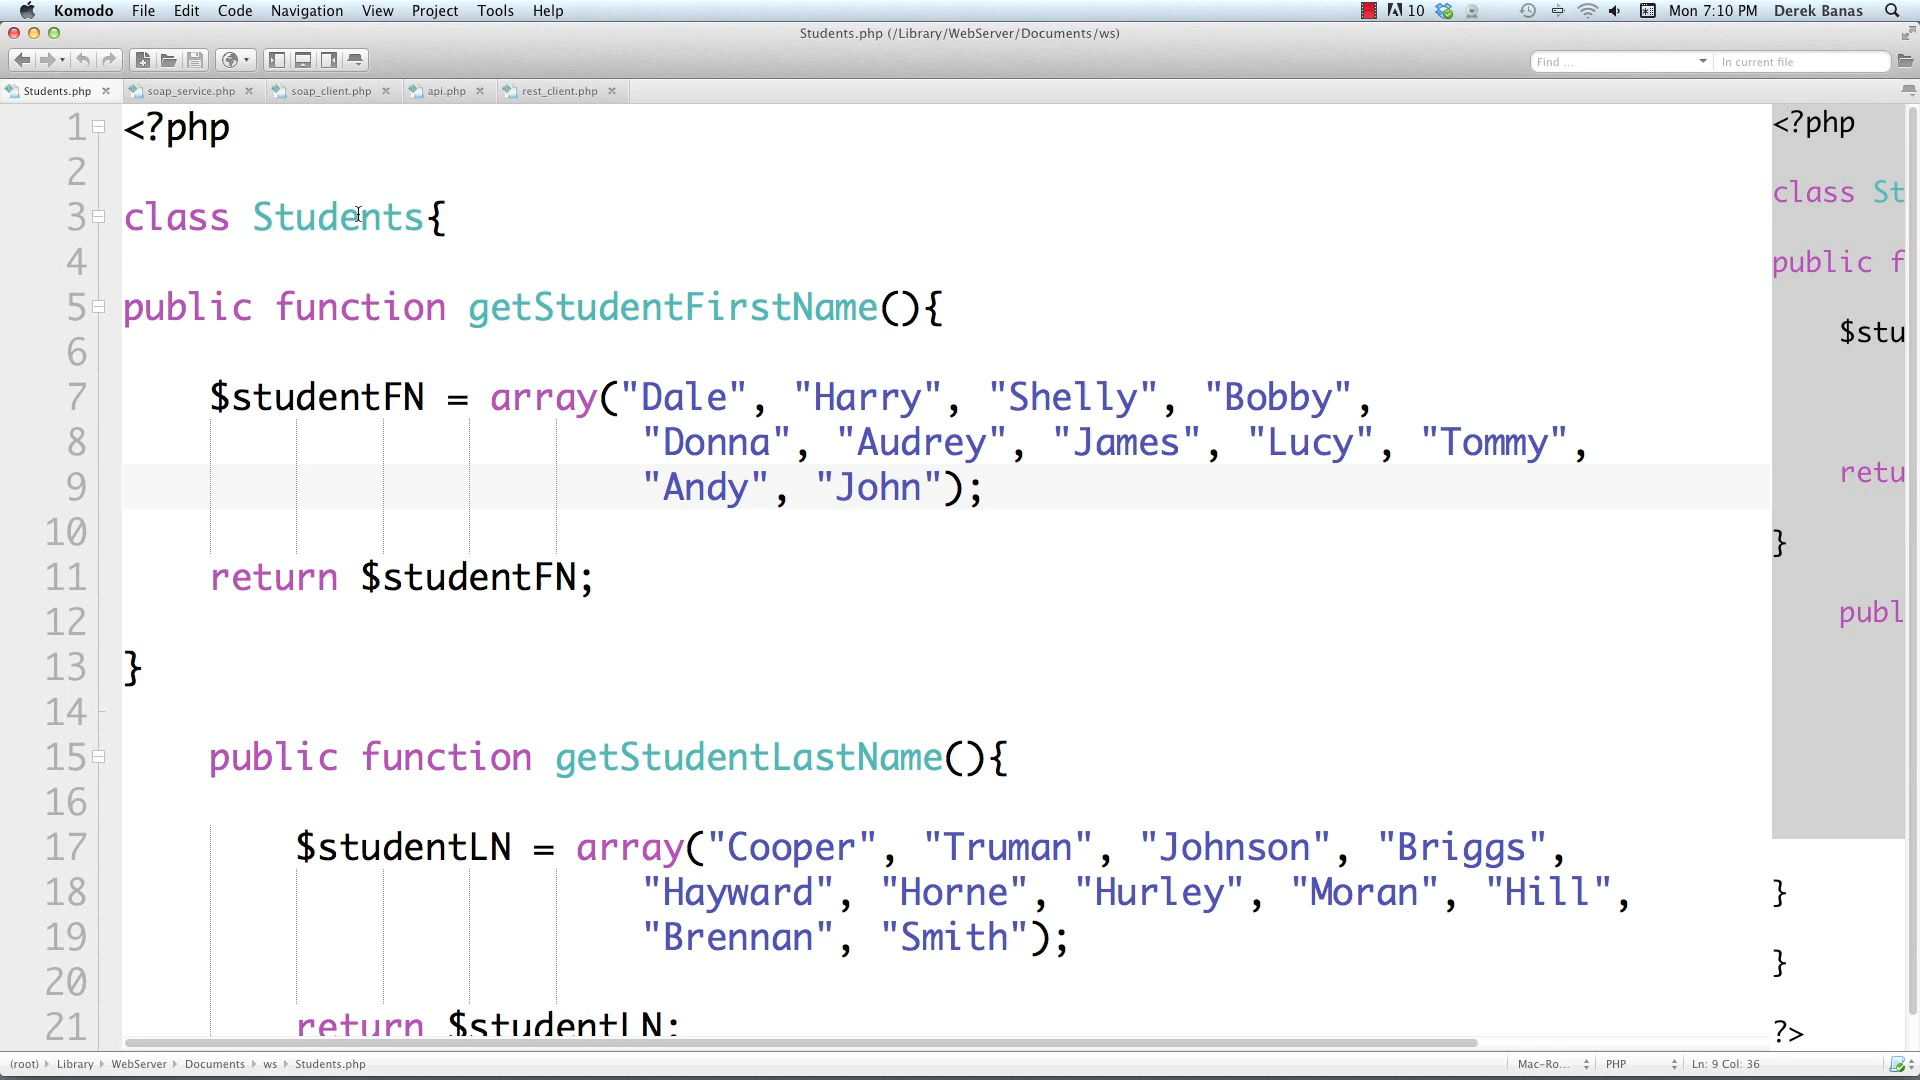 Komodo File Edit Code Navigation View Project Tools Help 10 Mon 7:10 PM Derek Banas
Students.php (/Library/WebServer/Documents/ws)
Find ... In current file
Students.php soap_service.php soap_client.php api.php rest_client.php
1 <?php
2
3 class Students{
4
5 public function getStudentFirstName(){
6
7 $studentFN = array("Dale", "Harry", "Shelly", "Bobby",
8 "Donna", "Audrey", "James", "Lucy", "Tommy",
9 "Andy", "John");
10
11 return $studentFN;
12
13 }
14
15 public function getStudentLastName(){
16
17 $studentLN = array("Cooper", "Truman", "Johnson", "Briggs",
18 "Hayward", "Horne", "Hurley", "Moran", "Hill",
19 "Brennan", "Smith");
20
21 return $studentLN;
<?php
class St
public f
$stu
retu
}
publ
}
}
?>
(root) Library WebServer Documents ws Students.php Mac-Ro... PHP Ln: 9 Col: 36